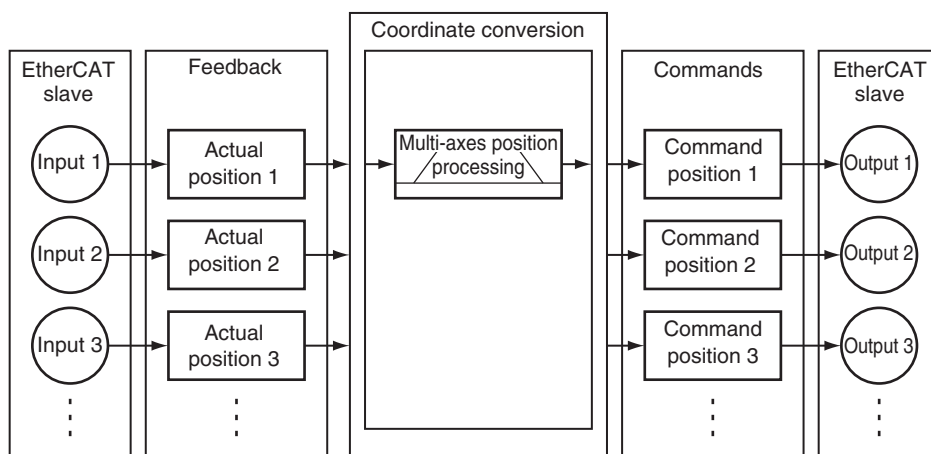 Coordinate conversion
EtherCAT
slave
Feedback
Commands
EtherCAT
slave
Input 1
Actual
position 1
Multi-axes position
processing
Command
position 1
Output 1
Input 2
Actual
position 2
Command
position 2
Output 2
Input 3
Actual
position 3
Command
position 3
Output 3